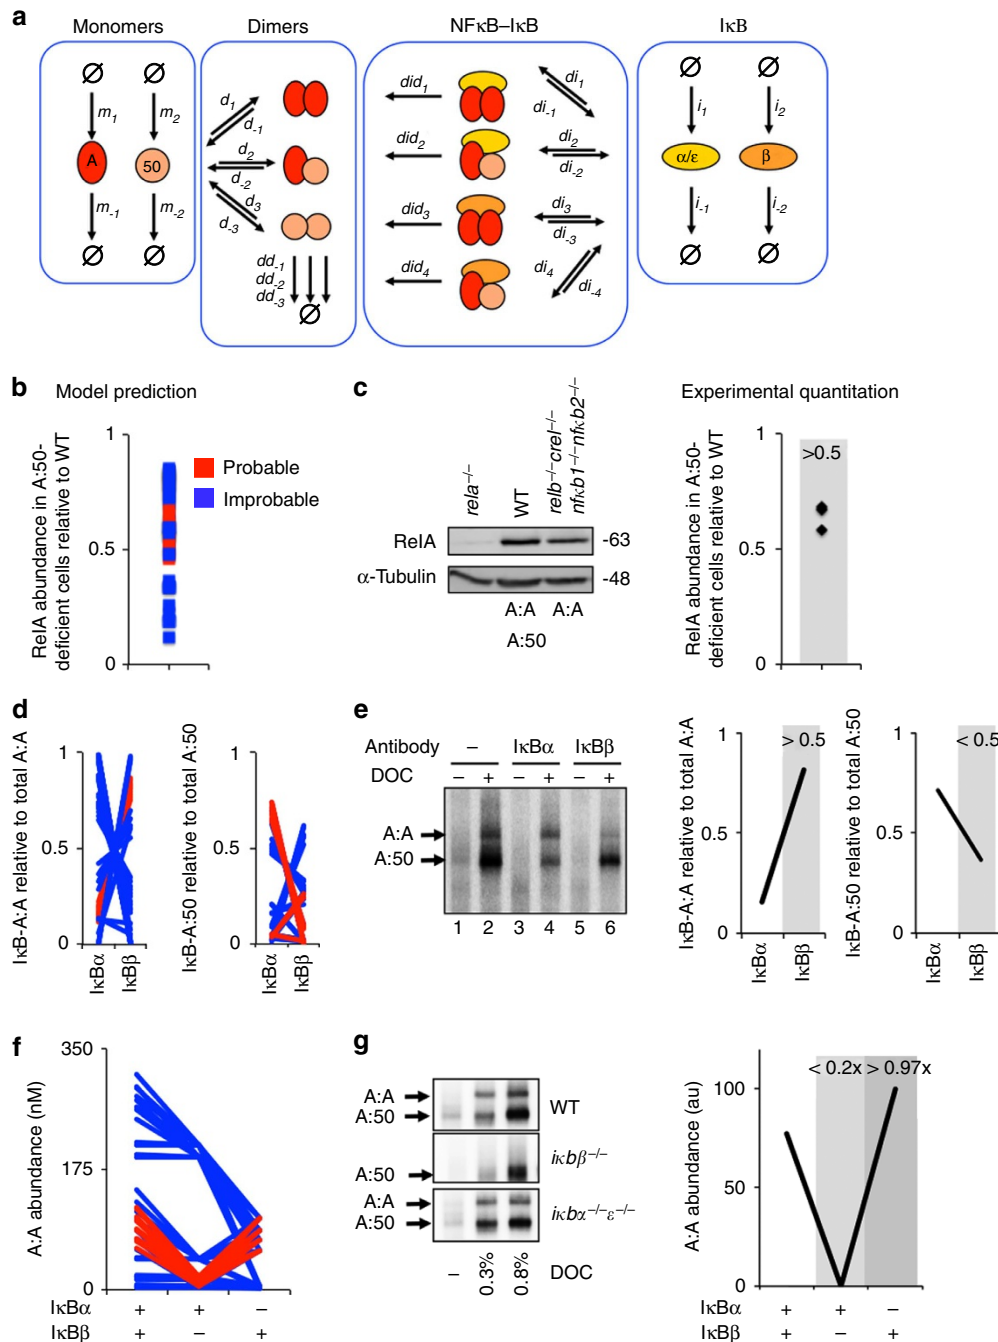 a
Monomers
Dimers
NFκB–IκB
IκB
∅
∅
m1
m2
A
50
m-1
m-2
∅
∅
d1
d-1
d2
d-2
d3
d-3
dd-1
dd-2
dd-3
∅
did1
did2
did3
did4
di1
di-1
di2
di-2
di3
di-3
di4
di-4
∅
∅
i1
i2
α/ε
β
i-1
i-2
∅
∅
b
Model prediction
RelA abundance in A:50-
deficient cells relative to WT
1
0.5
0
Probable
Improbable
c
rela–/–
WT
relb–/–crel–/–
nfκb1–/–nfκb2–/–
RelA
-63
α-Tubulin
-48
A:A
A:A
A:50
Experimental quantitation
RelA abundance in A:50-
deficient cells relative to WT
1
0.5
0
>0.5
d
IκB-A:A relative to total A:A
1
0.5
0
IκBα
IκBβ
IκB-A:50 relative to total A:50
1
0.5
0
IκBα
IκBβ
e
Antibody – IκBα IκBβ
DOC – + – + – +
A:A
A:50
1 2 3 4 5 6
IκB-A:A relative to total A:A
1
0.5
0
> 0.5
IκBα
IκBβ
IκB-A:50 relative to total A:50
1
0.5
0
< 0.5
IκBα
IκBβ
f
A:A abundance (nM)
350
175
0
IκBα + + –
IκBβ + – +
g
A:A
A:50
WT
A:50
iκbβ–/–
A:A
A:50
iκbα–/–ε–/–
– 0.3% 0.8% DOC
A:A abundance (au)
100
50
0
< 0.2x
> 0.97x
IκBα + + –
IκBβ + – +